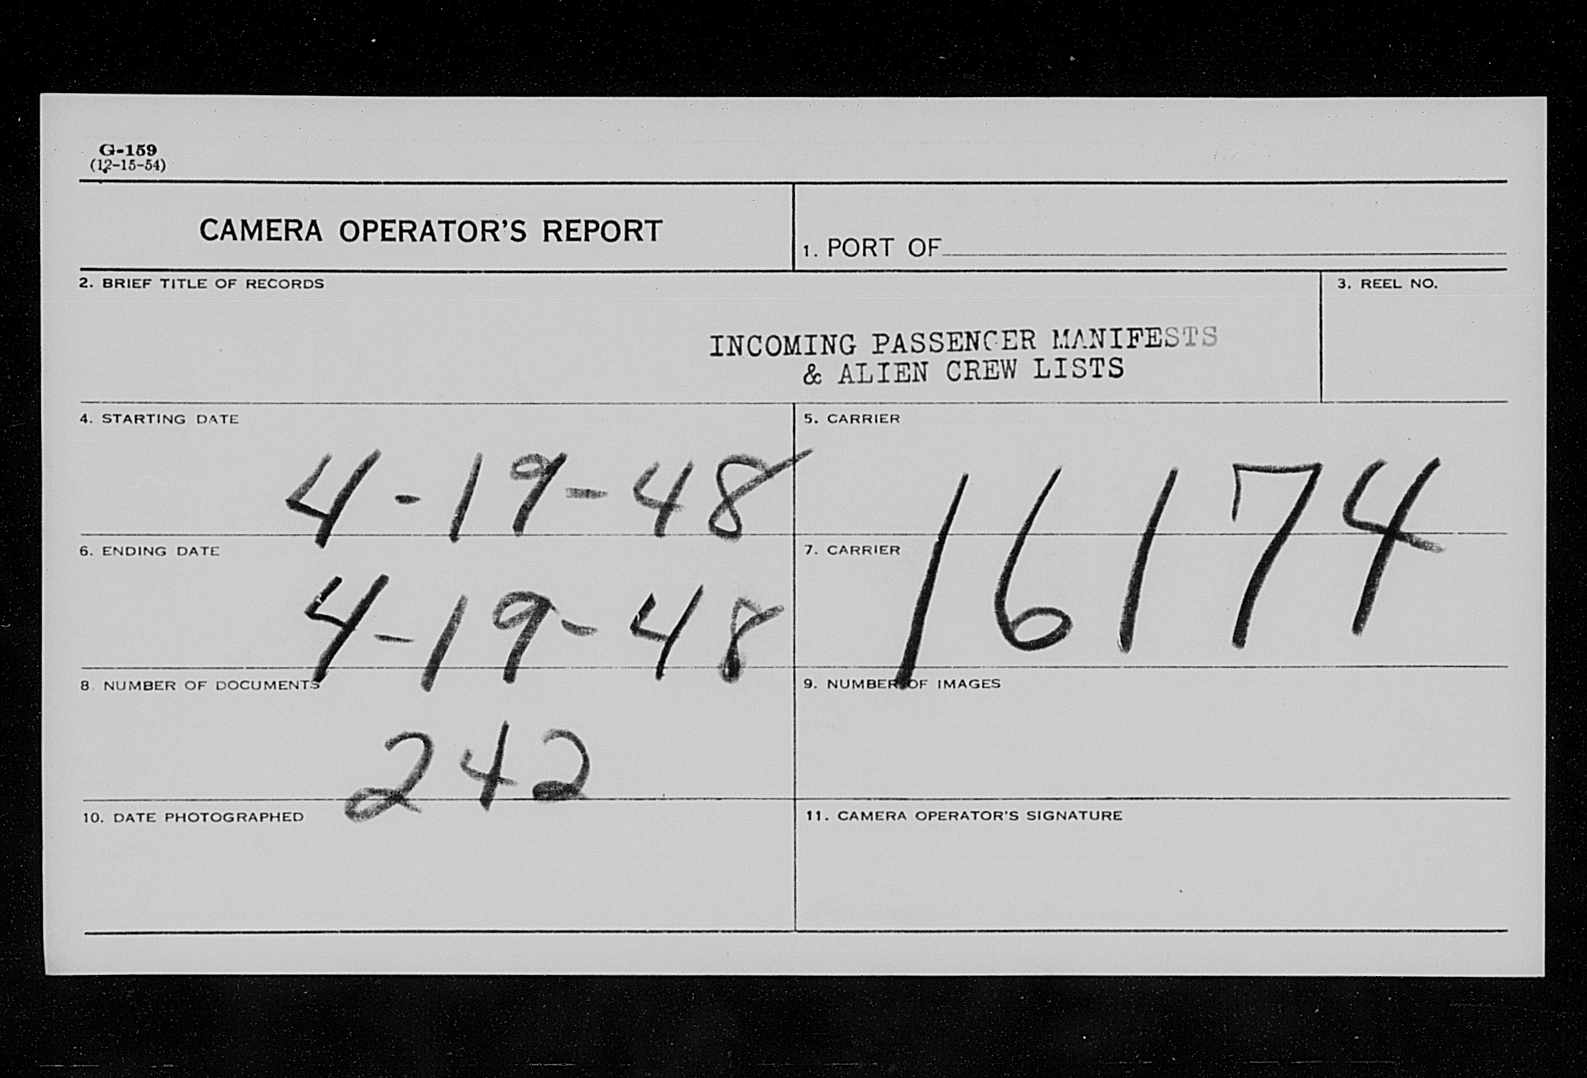 G-159
(12-15-54)
CAMERA OPERATOR'S REPORT
1. PORT OF
2. BRIEF TITLE OF RECORDS
3. REEL NO.
INCOMING PASSENGER MANIFESTS
& ALIEN CREW LISTS
4. STARTING DATE
4-19-48
5. CARRIER
16174
6. ENDING DATE
4-19-48
7. CARRIER
8. NUMBER OF DOCUMENTS
242
9. NUMBER OF IMAGES
10. DATE PHOTOGRAPHED
11. CAMERA OPERATOR'S SIGNATURE